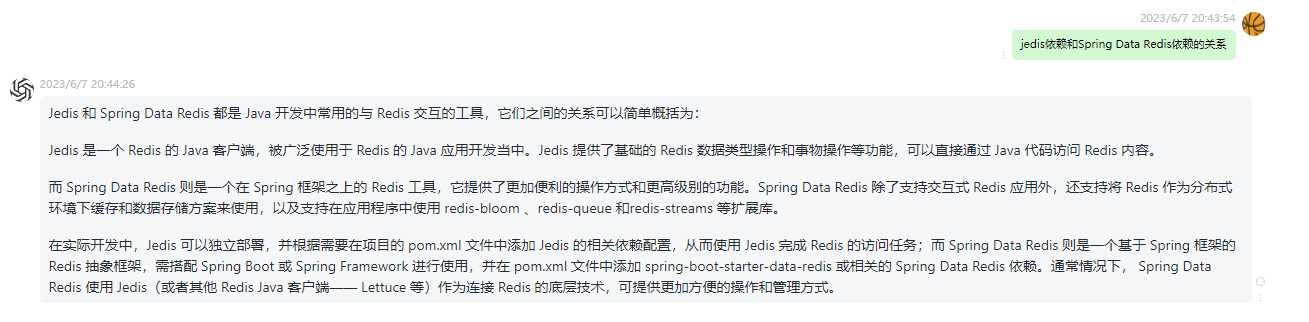 2023/6/7 20:43:54
jedis依赖和Spring Data Redis依赖的关系
2023/6/7 20:44:26
Jedis 和 Spring Data Redis 都是 Java 开发中常用的与 Redis 交互的工具，它们之间的关系可以简单概括为：
Jedis 是一个 Redis 的 Java 客户端，被广泛使用于 Redis 的 Java 应用开发当中。Jedis 提供了基础的 Redis 数据类型操作和事物操作等功能，可以直接通过 Java 代码访问 Redis 内容。
而 Spring Data Redis 则是一个在 Spring 框架之上的 Redis 工具，它提供了更加便利的操作方式和更高级别的功能。Spring Data Redis 除了支持交互式 Redis 应用外，还支持将 Redis 作为分布式
环境下缓存和数据存储方案来使用，以及支持在应用程序中使用 redis-bloom 、redis-queue 和redis-streams 等扩展库。
在实际开发中，Jedis 可以独立部署，并根据需要在项目的 pom.xml 文件中添加 Jedis 的相关依赖配置，从而使用 Jedis 完成 Redis 的访问任务；而 Spring Data Redis 则是一个基于 Spring 框架的
Redis 抽象框架，需搭配 Spring Boot 或 Spring Framework 进行使用，并在 pom.xml 文件中添加 spring-boot-starter-data-redis 或相关的 Spring Data Redis 依赖。通常情况下， Spring Data
Redis 使用 Jedis（或者其他 Redis Java 客户端—— Lettuce 等）作为连接 Redis 的底层技术，可提供更加方便的操作和管理方式。